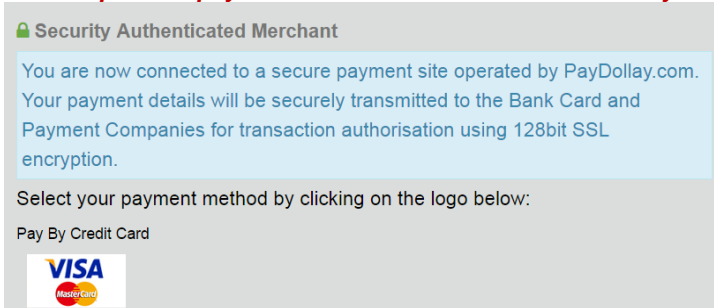 Security Authenticated Merchant
You are now connected to a secure payment site operated by PayDollay.com.
Your payment details will be securely transmitted to the Bank Card and
Payment Companies for transaction authorisation using 128bit SSL
encryption.
Select your payment method by clicking on the logo below:
Pay By Credit Card
VISA
MasterCard